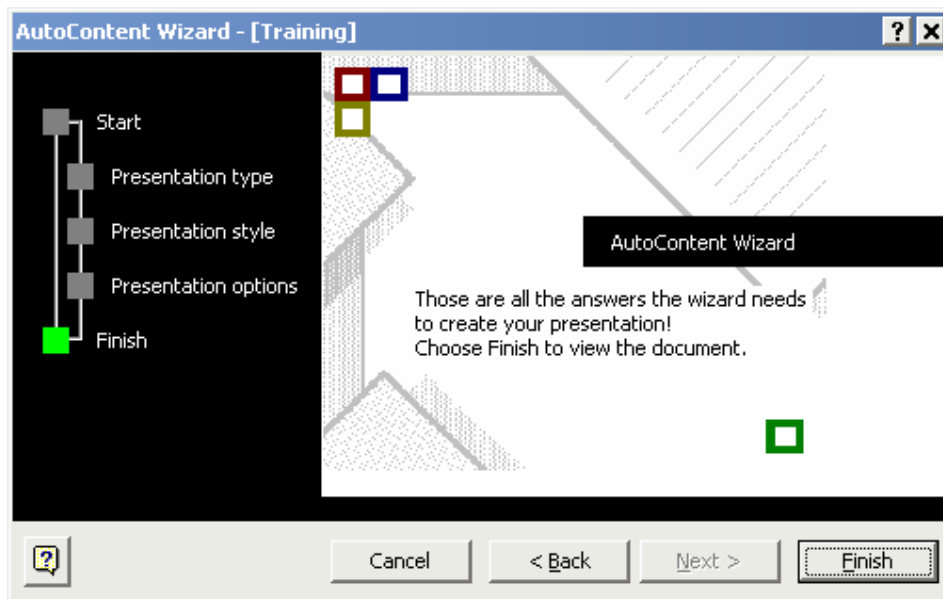 AutoContent Wizard - [Training]
Start
Presentation type
Presentation style
Presentation options
Finish
AutoContent Wizard
Those are all the answers the wizard needs
to create your presentation!
Choose Finish to view the document.
Cancel
< Back
Next >
Finish